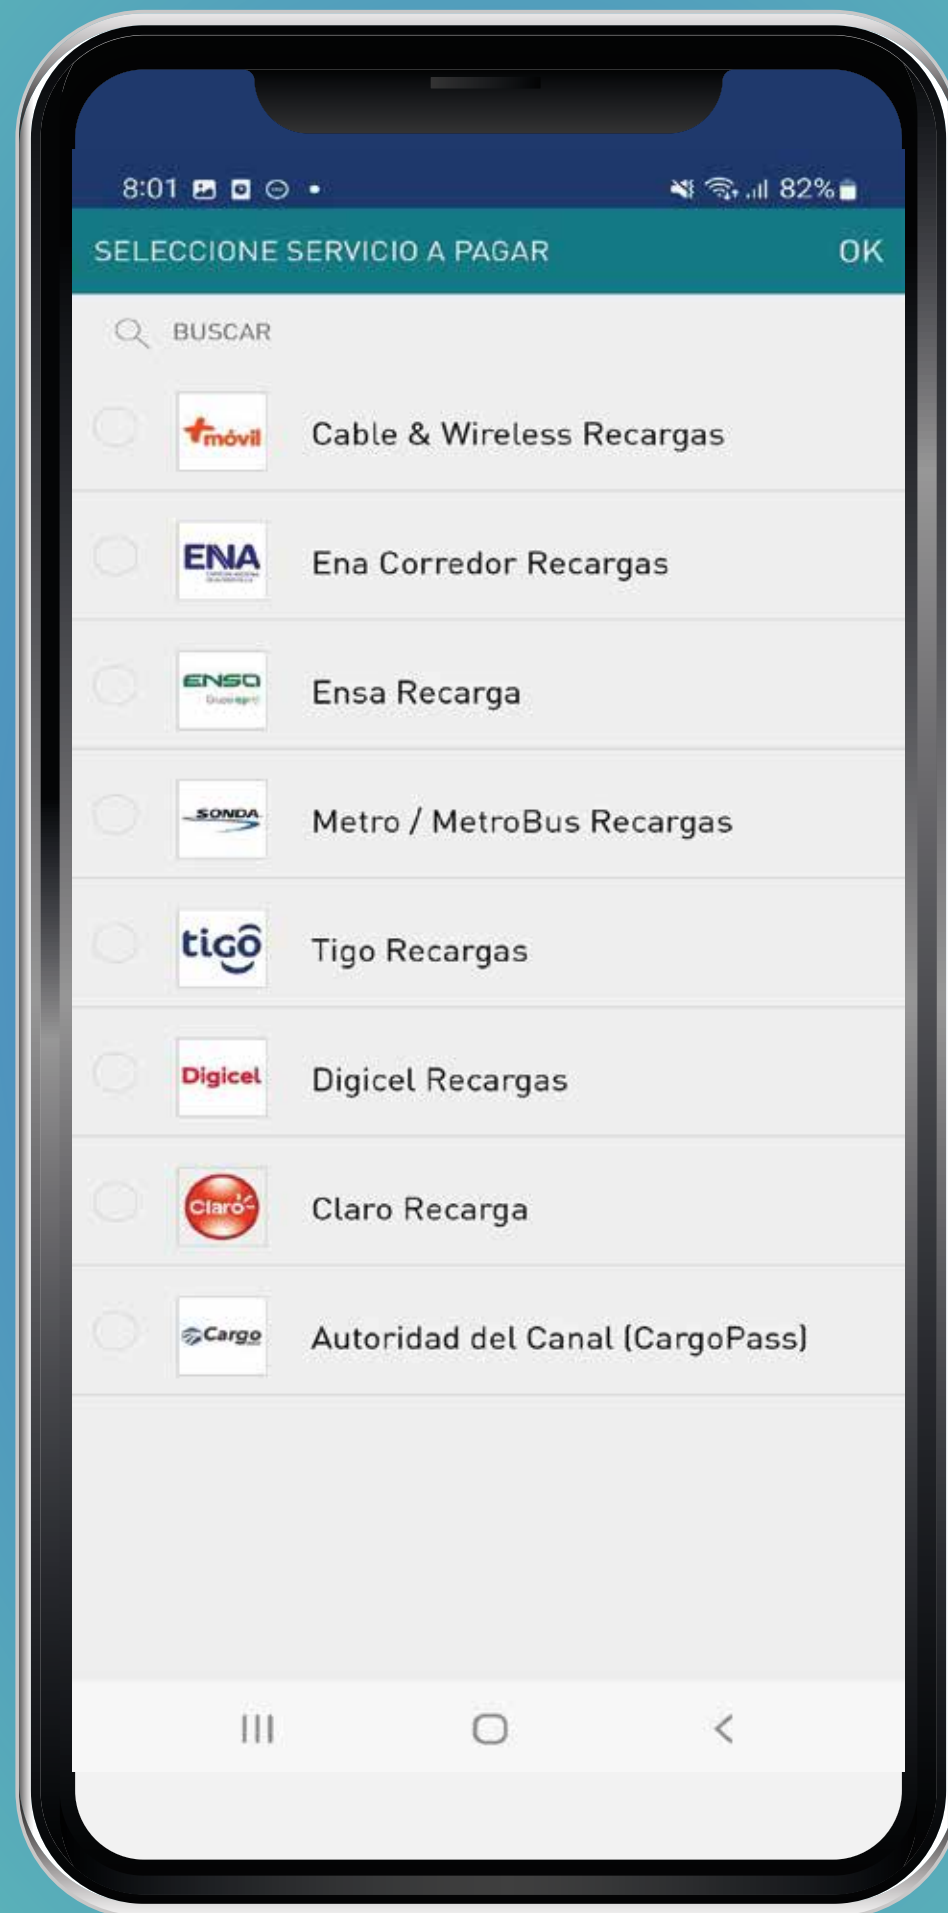 8:01
82%
SELECCIONE SERVICIO A PAGAR
OK
BUSCAR
+móvil
Cable & Wireless Recargas
ENA
Ena Corredor Recargas
ensa
Grupo
Ensa Recarga
SONDA
Metro / MetroBus Recargas
tigo
Tigo Recargas
Digicel
Digicel Recargas
Claro
Claro Recarga
Cargo
Autoridad del Canal (CargoPass)